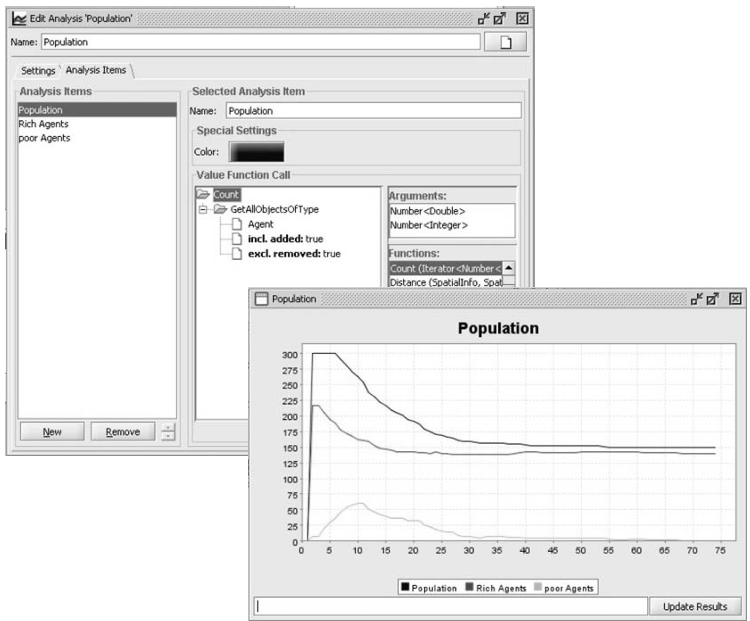 Edit Analysis 'Population'
Name: Population
Settings Analysis Items
Analysis Items
Population
Rich Agents
poor Agents
New Remove
Selected Analysis Item
Name: Population
Special Settings
Color:
Value Function Call
Count
GetAllObjectsOfType
Agent
incl. added: true
excl. removed: true
Arguments:
Number<Double>
Number<Integer>
Functions:
Count (Iterator<Number<
Distance (SpatialInfo, Spat
Population
Population
300
275
250
225
200
175
150
125
100
75
50
25
0
0 5 10 15 20 25 30 35 40 45 50 55 60 65 70 75
Population Rich Agents poor Agents
Update Results